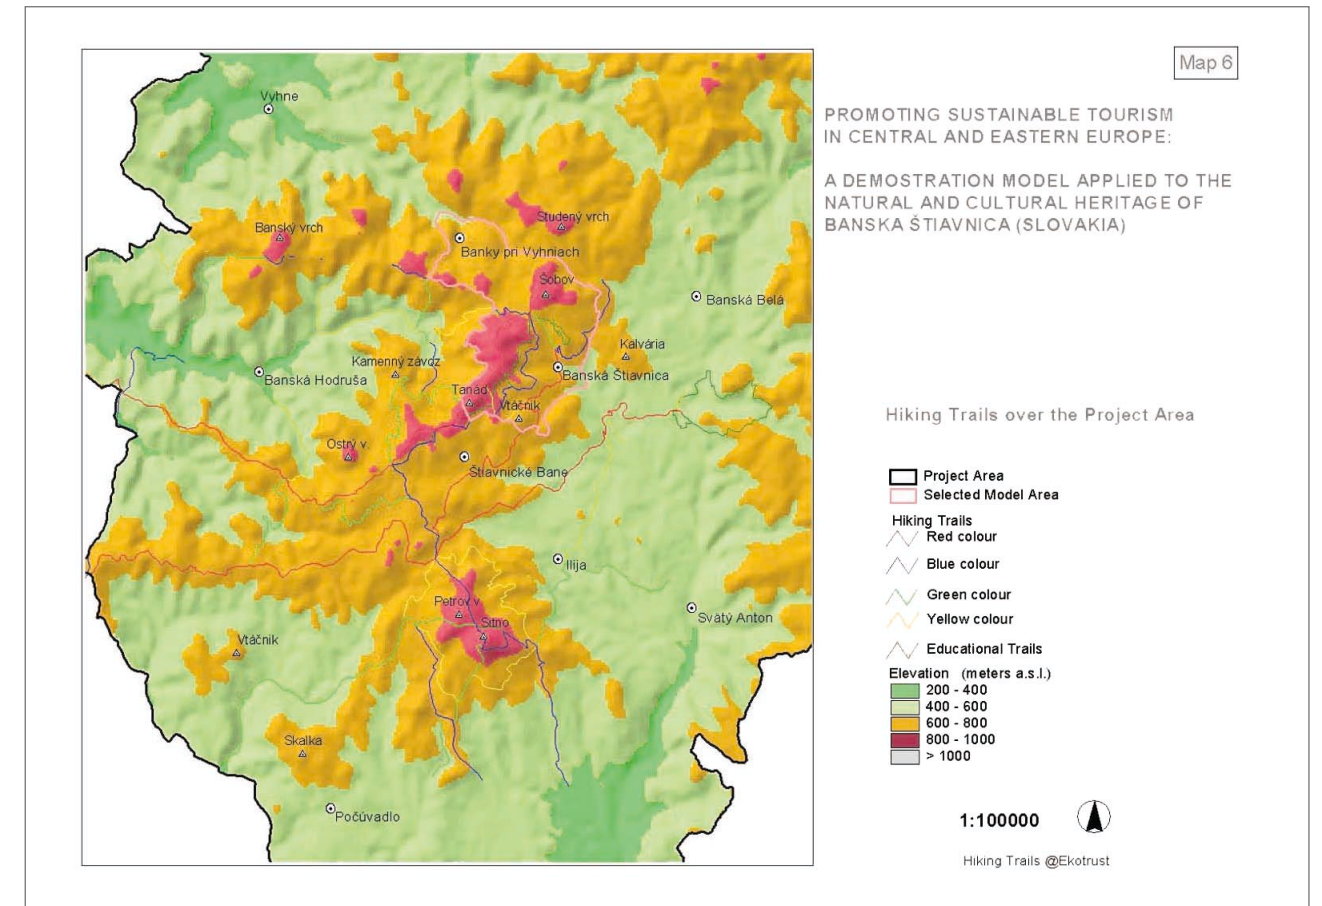 Map 6
PROMOTING SUSTAINABLE TOURISM
IN CENTRAL AND EASTERN EUROPE:
A DEMOSTRATION MODEL APPLIED TO THE
NATURAL AND CULTURAL HERITAGE OF
BANSKA ŠTIAVNICA (SLOVAKIA)
Vyhne
Banský vrch
Studený vrch
Banky pri Vyhniach
Šobov
Banská Belá
Kalvária
Kamenný závoz
Banská Hodruša
Banská Štiavnica
Tanád
Vtáčnik
Ostrý v.
Štiavnické Bane
Ilija
Petrov v.
Sitno
Svätý Anton
Vtáčnik
Skalka
Počúvadlo
Hiking Trails over the Project Area
Project Area
Selected Model Area
Hiking Trails
Red colour
Blue colour
Green colour
Yellow colour
Educational Trails
Elevation (meters a.s.l.)
200 - 400
400 - 600
600 - 800
800 - 1000
> 1000
1:100000
Hiking Trails @Ekotrust